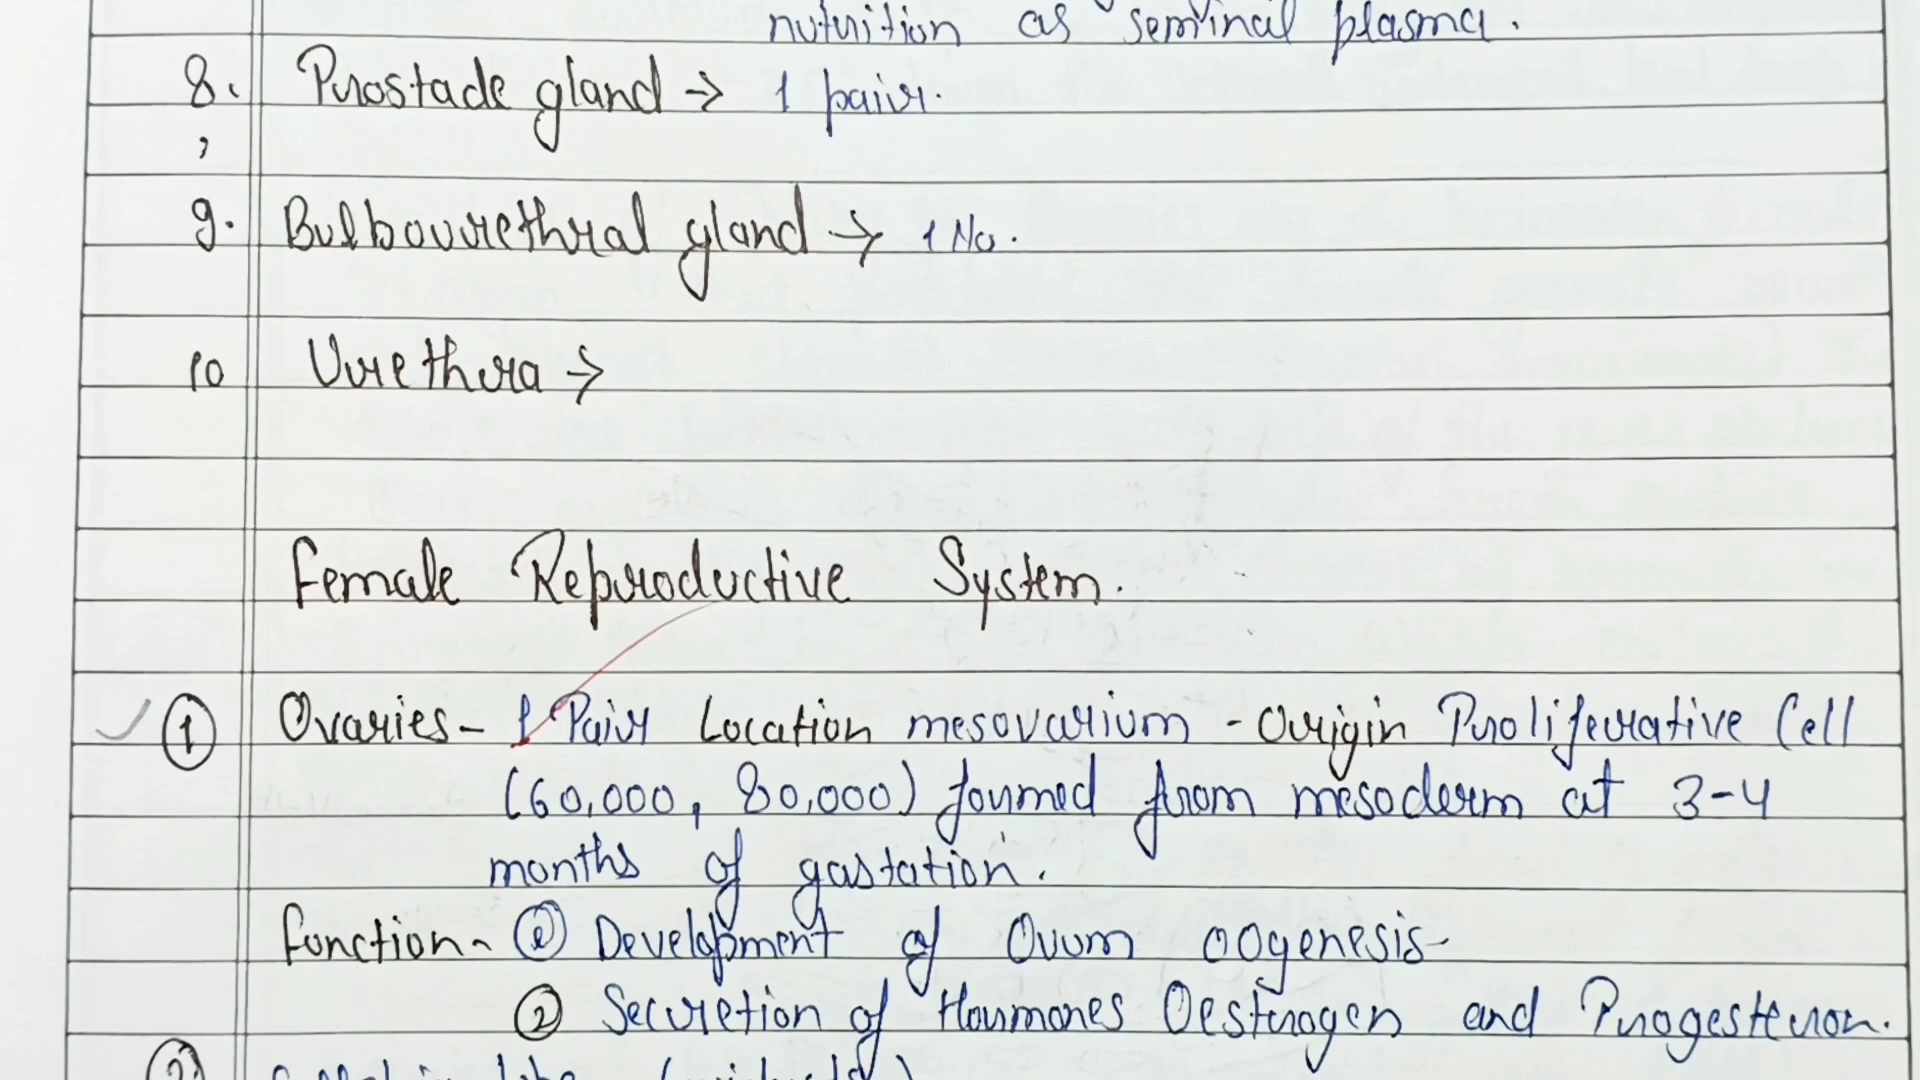 nutrition as seminal plasma.
8. Prostade gland → 1 pair.
9. Bulbourethral gland → 1 No.
10 Urethra →
Female Reproductive System.
① Ovaries - 1 Pair Location mesovarium - Origin Proliferative Cell
(60,000, 80,000) formed from mesoderm at 3-4
months of gastation.
Function - ① Development of Ovum oogenesis-
② Secretion of Hormones Oestrogen and Progesteron.
②